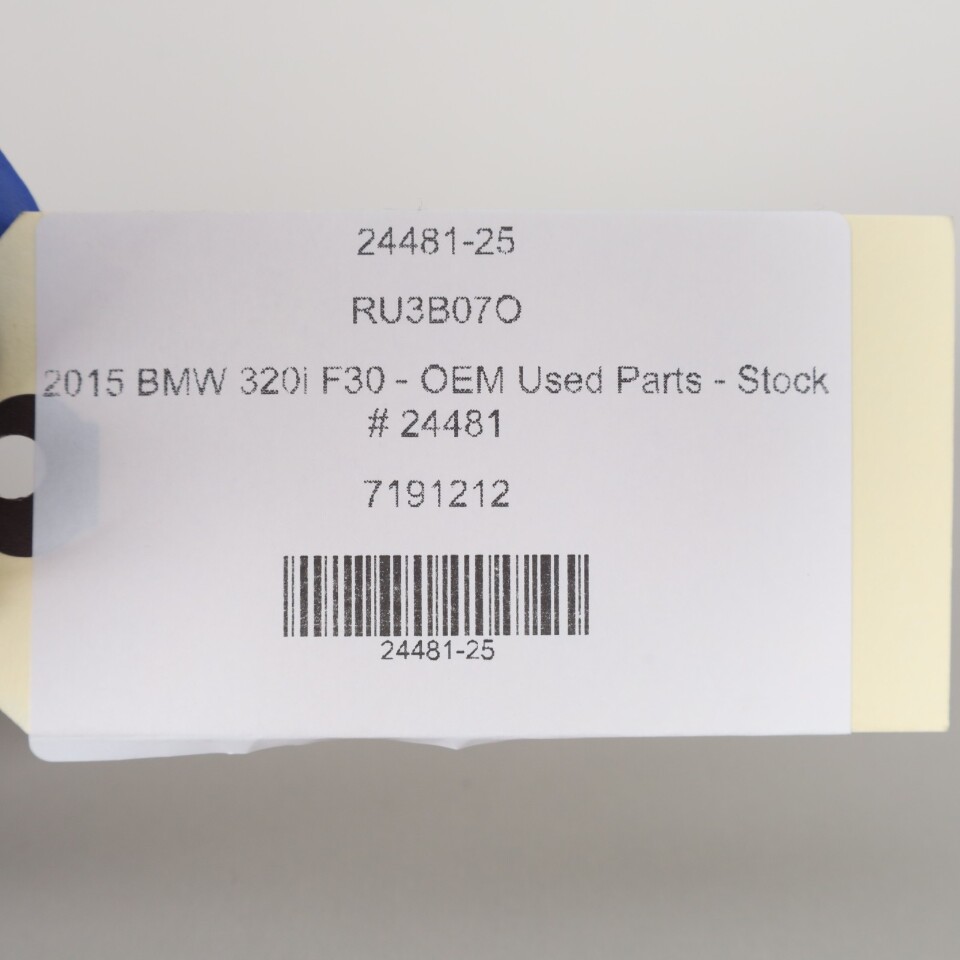 24481-25
RU3B07O
2015 BMW 320i F30 - OEM Used Parts - Stock
# 24481
7191212
24481-25